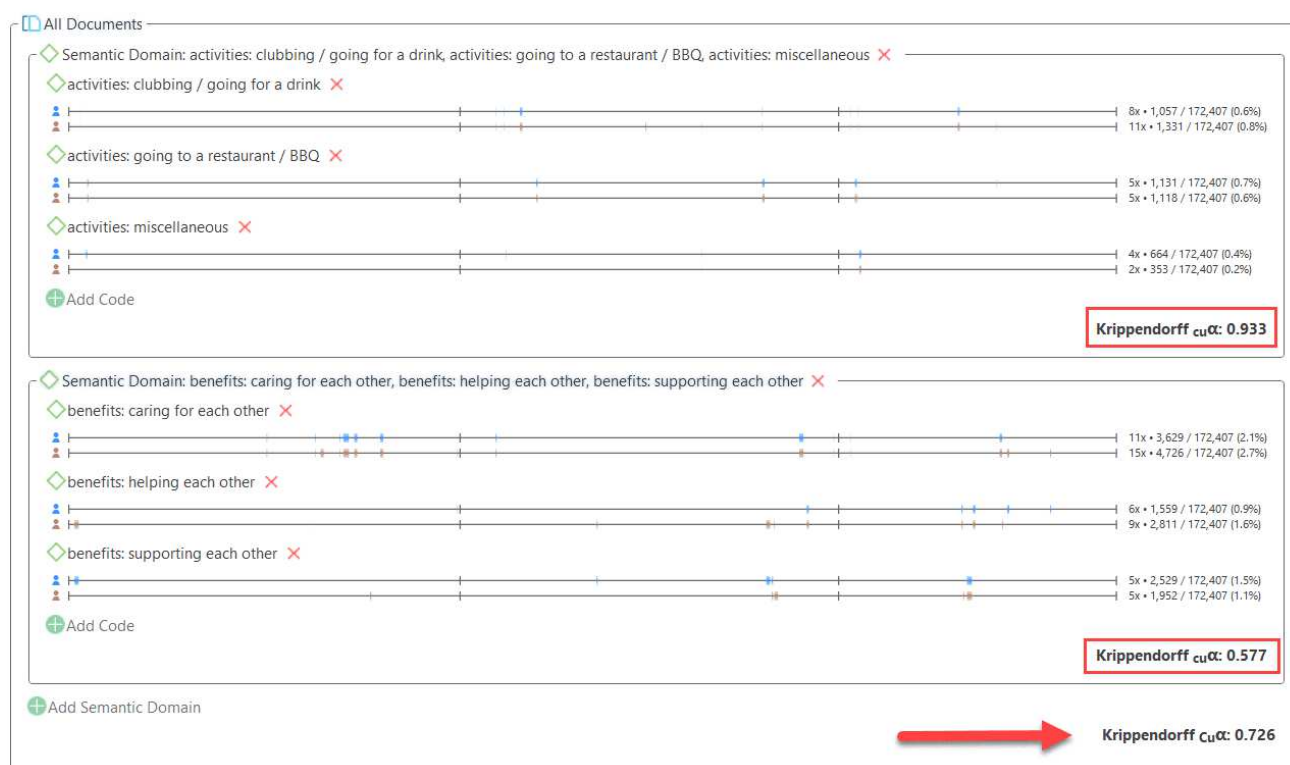 All Documents
Semantic Domain: activities: clubbing / going for a drink, activities: going to a restaurant / BBQ, activities: miscellaneous
activities: clubbing / going for a drink
8x • 1,057 / 172,407 (0.6%)
11x • 1,331 / 172,407 (0.8%)
activities: going to a restaurant / BBQ
5x • 1,131 / 172,407 (0.7%)
5x • 1,118 / 172,407 (0.6%)
activities: miscellaneous
4x • 664 / 172,407 (0.4%)
2x • 353 / 172,407 (0.2%)
Add Code
Krippendorff cuα: 0.933
Semantic Domain: benefits: caring for each other, benefits: helping each other, benefits: supporting each other
benefits: caring for each other
11x • 3,629 / 172,407 (2.1%)
15x • 4,726 / 172,407 (2.7%)
benefits: helping each other
6x • 1,559 / 172,407 (0.9%)
9x • 2,811 / 172,407 (1.6%)
benefits: supporting each other
5x • 2,529 / 172,407 (1.5%)
5x • 1,952 / 172,407 (1.1%)
Add Code
Krippendorff cuα: 0.577
Add Semantic Domain
Krippendorff Cuα: 0.726